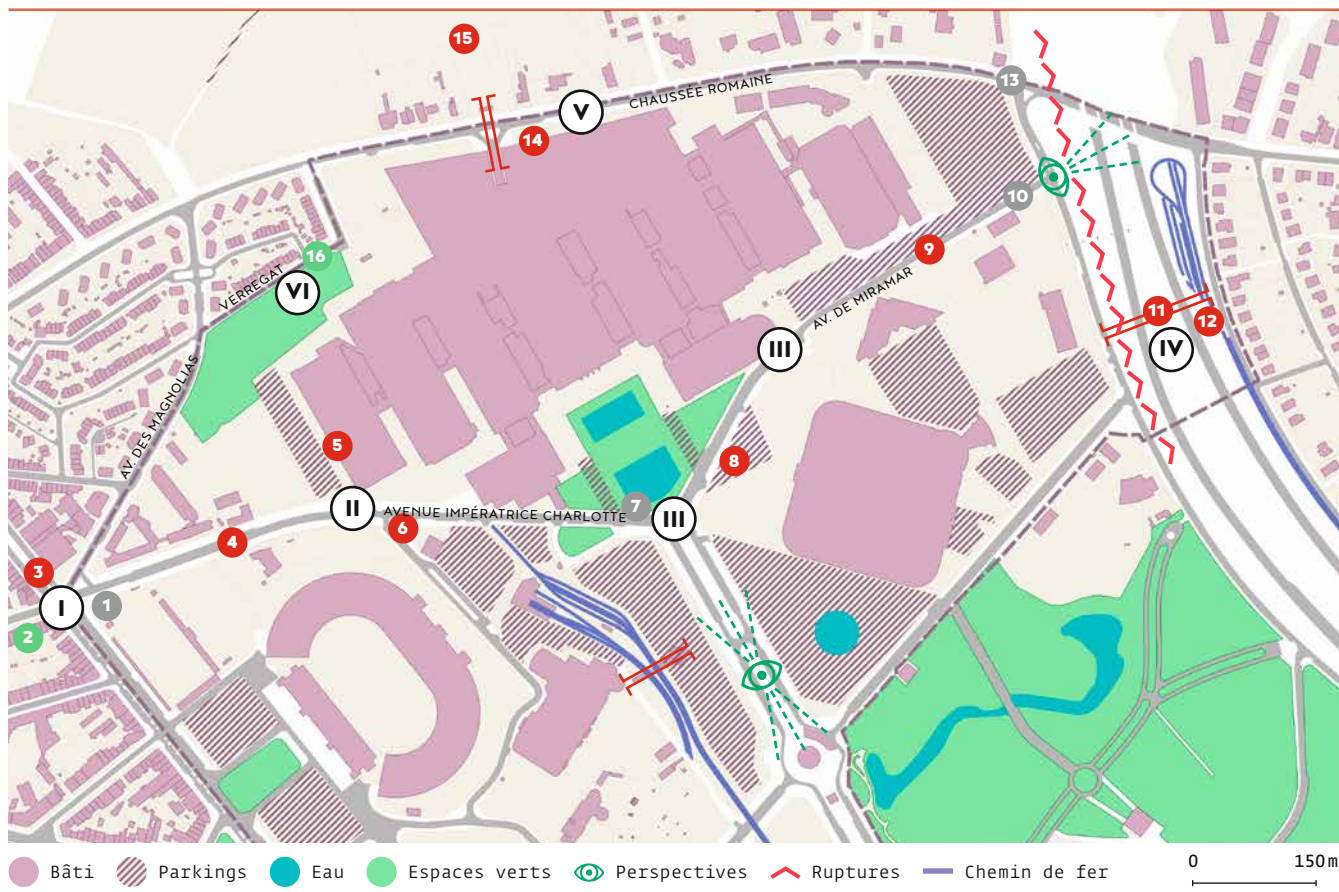 15
13
V
CHAUSSÉE ROMAINE
14
10
16
9
VERREGAT
VI
AV. DE MIRAMAR
11
12
III
IV
AV. DES MAGNOLIAS
5
8
II
AVENUE IMPÉRATRICE CHARLOTTE
7
III
6
4
3
I
1
2
Bâti Parkings Eau Espaces verts Perspectives Ruptures Chemin de fer
0 150 m